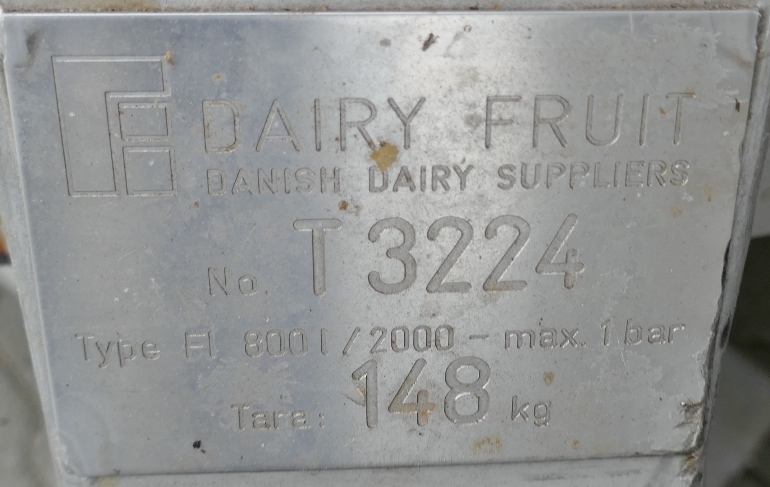 DAIRY FRUIT
DANISH DAIRY SUPPLIERS
No. T 3224
Type FI 800 l / 2000 - max. 1 bar
Tara: 148 kg